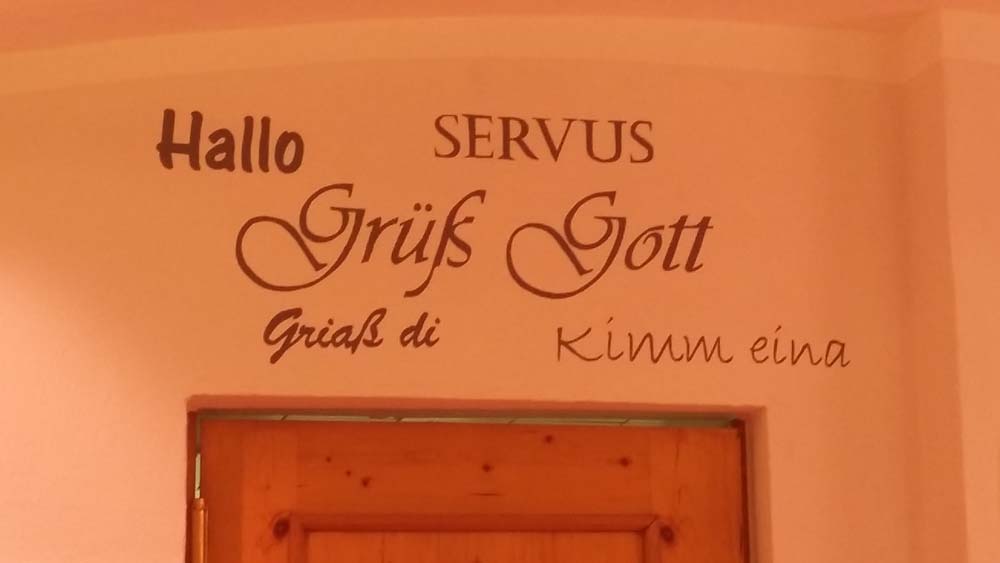 Hallo SERVUS
Grüß Gott
Griaß di Kimm eina